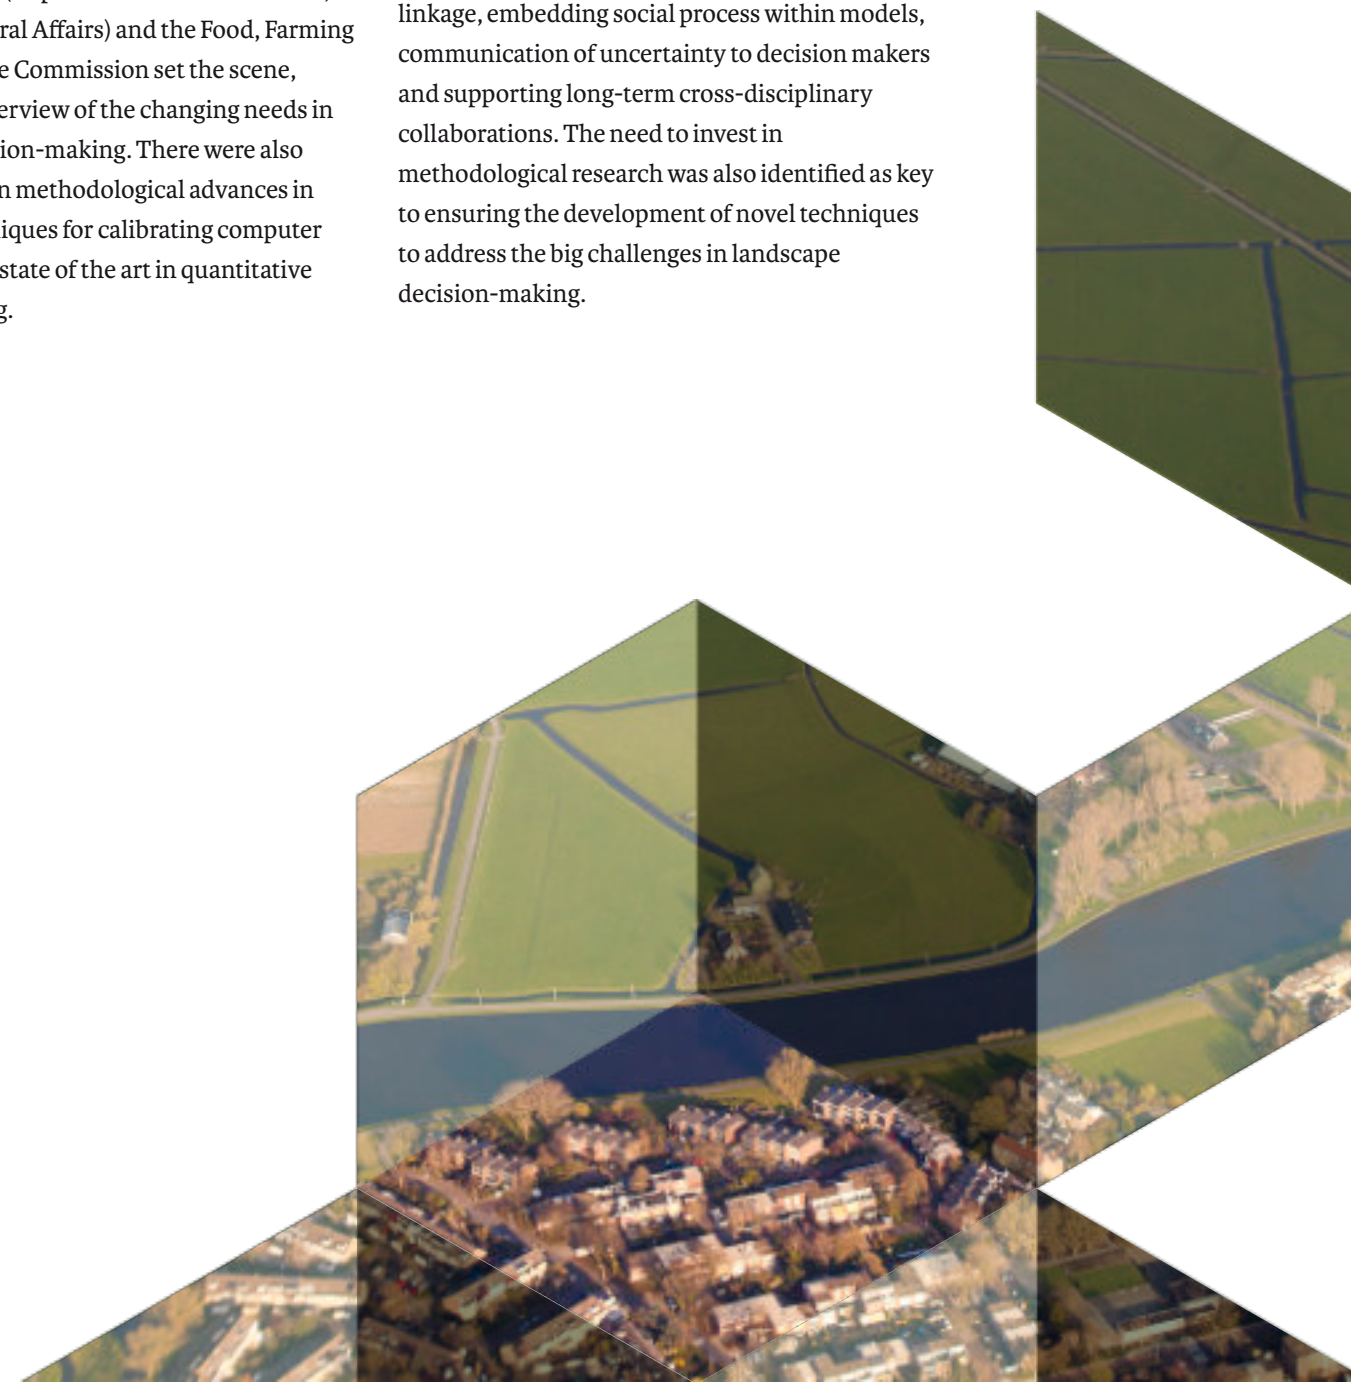 ral Affairs) and the Food, Farming
e Commission set the scene,
erview of the changing needs in
ion-making. There were also
n methodological advances in
iques for calibrating computer
state of the art in quantitative
g.
linkage, embedding social process within models,
communication of uncertainty to decision makers
and supporting long-term cross-disciplinary
collaborations. The need to invest in
methodological research was also identified as key
to ensuring the development of novel techniques
to address the big challenges in landscape
decision-making.